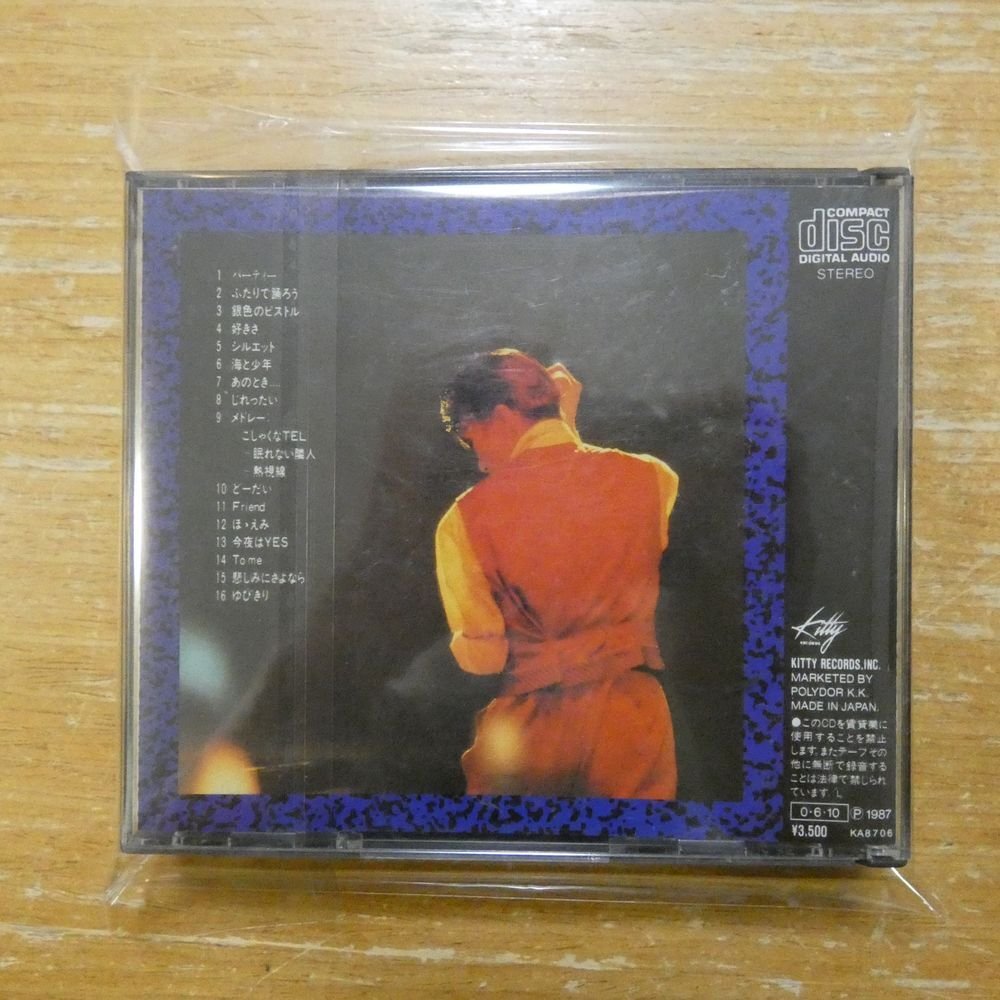 1 パーティー
2 ふたりで踊ろう
3 銀色のピストル
4 好きさ
5 シルエット
6 海と少年
7 あのとき……
8 じれったい
9 メドレー
こしゃくなTEL
~眠れない隣人
~熱視線
10 どーだい
11 Friend
12 ほゝえみ
13 今夜はYES
14 Tome
15 悲しみにさよなら
16 ゆびきり
COMPACT
disc
DIGITAL AUDIO
STEREO
Kitty
RECORDS
KITTY RECORDS, INC.
MARKETED BY
POLYDOR K.K.
MADE IN JAPAN.
●このCDを賃貸業に
使用することを禁止
します。またテープその
他に無断で録音する
ことは法律で禁じられ
ています。L
0・6・10 Ⓟ 1987
¥3,500 KA8706